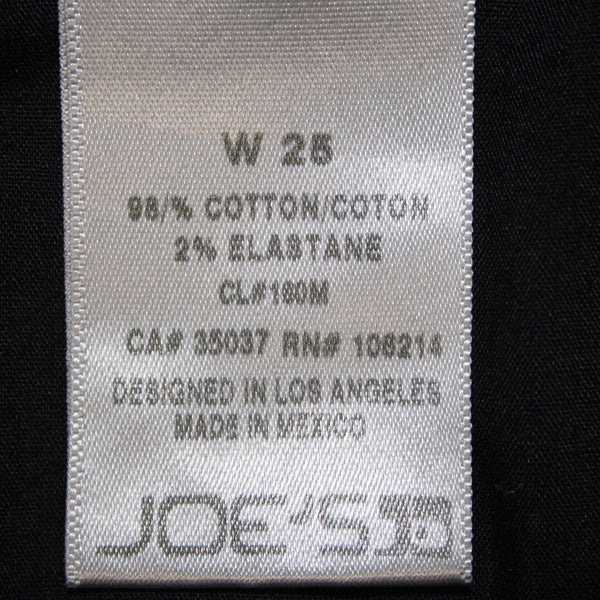 W 25
98/% COTTON/COTON
2% ELASTANE
CL#160M
CA# 35037 RN# 106214
DESIGNED IN LOS ANGELES
MADE IN MEXICO
JOE'S